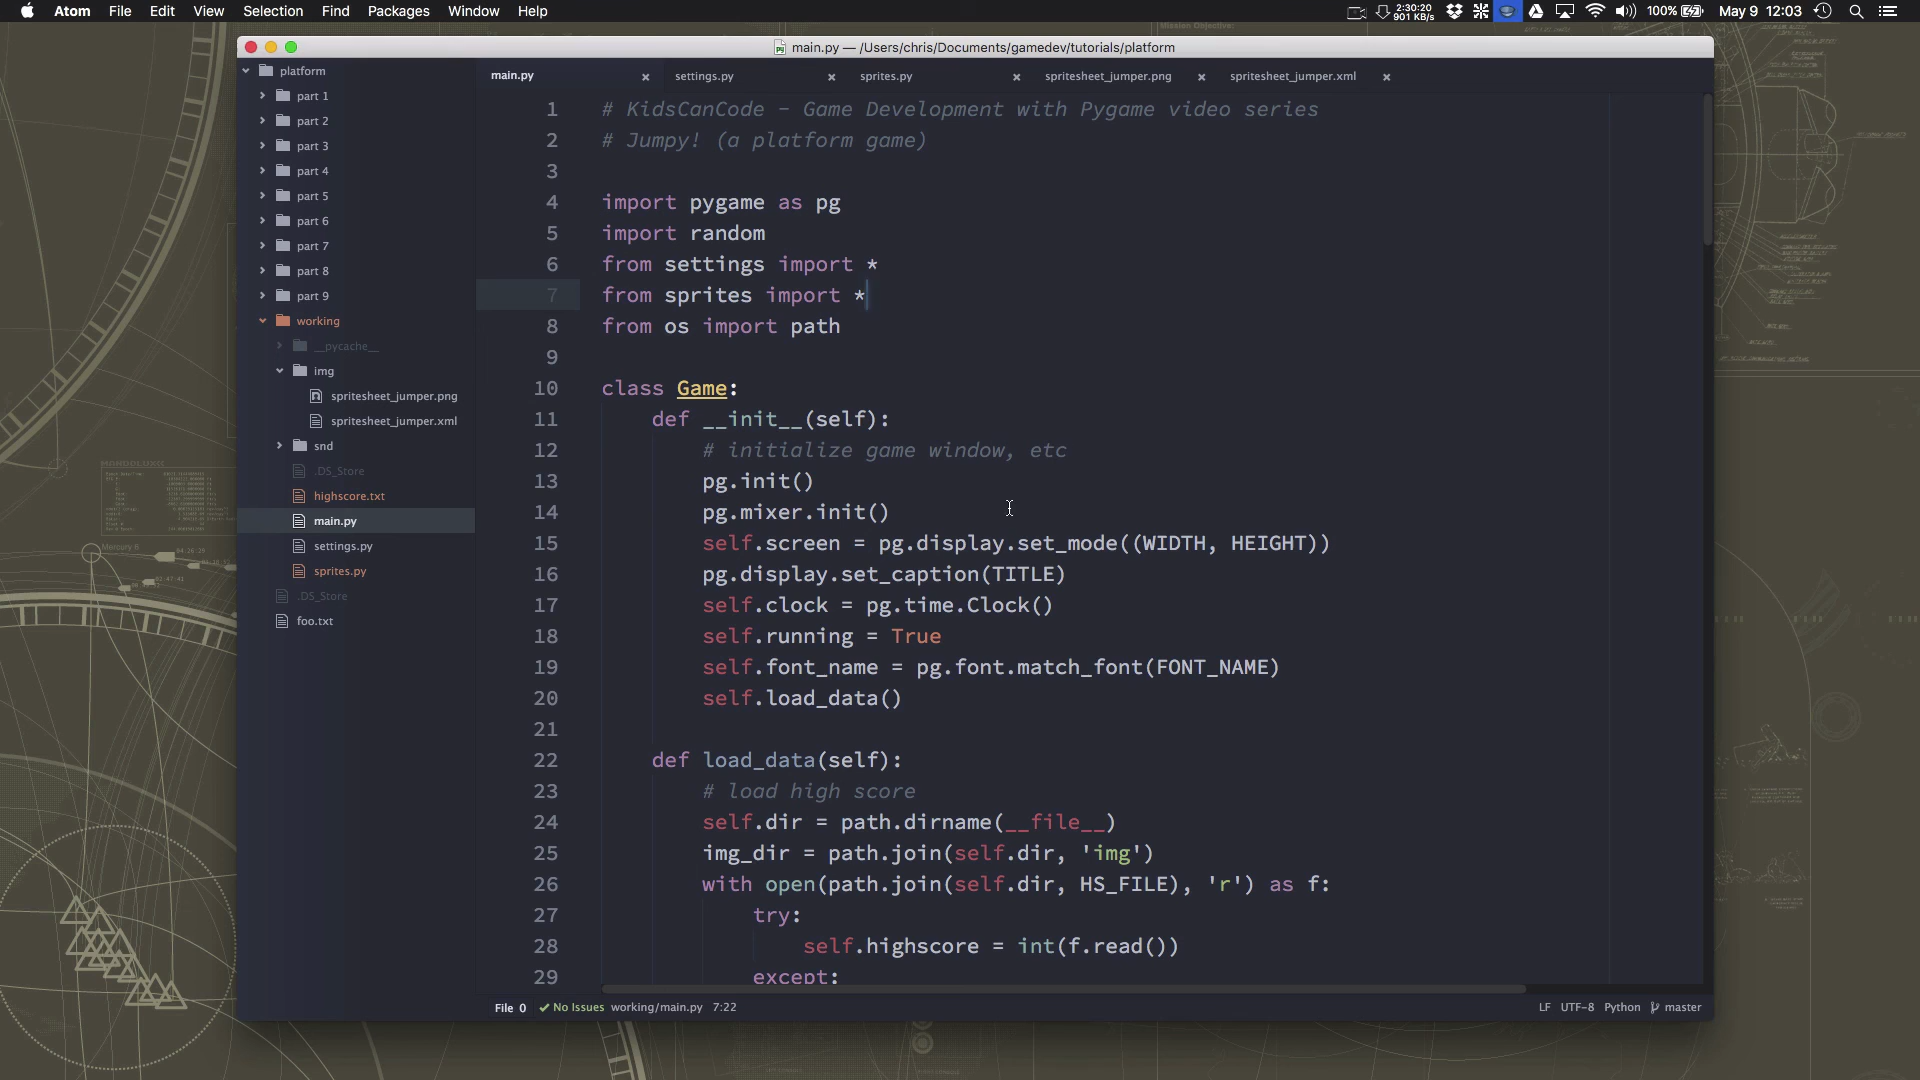 Atom File Edit View Selection Find Packages Window Help
2:30:20
901 KB/s
100% May 9 12:03
main.py — /Users/chris/Documents/gamedev/tutorials/platform
platform
part 1
part 2
part 3
part 4
part 5
part 6
part 7
part 8
part 9
working
__pycache__
img
spritesheet_jumper.png
spritesheet_jumper.xml
snd
.DS_Store
highscore.txt
main.py
settings.py
sprites.py
.DS_Store
foo.txt
main.py settings.py sprites.py spritesheet_jumper.png spritesheet_jumper.xml
1 # KidsCanCode - Game Development with Pygame video series
2 # Jumpy! (a platform game)
3
4 import pygame as pg
5 import random
6 from settings import *
7 from sprites import *
8 from os import path
9
10 class Game:
11 def __init__(self):
12 # initialize game window, etc
13 pg.init()
14 pg.mixer.init()
15 self.screen = pg.display.set_mode((WIDTH, HEIGHT))
16 pg.display.set_caption(TITLE)
17 self.clock = pg.time.Clock()
18 self.running = True
19 self.font_name = pg.font.match_font(FONT_NAME)
20 self.load_data()
21
22 def load_data(self):
23 # load high score
24 self.dir = path.dirname(__file__)
25 img_dir = path.join(self.dir, 'img')
26 with open(path.join(self.dir, HS_FILE), 'r') as f:
27 try:
28 self.highscore = int(f.read())
29 except:
File 0 No Issues working/main.py 7:22 LF UTF-8 Python master